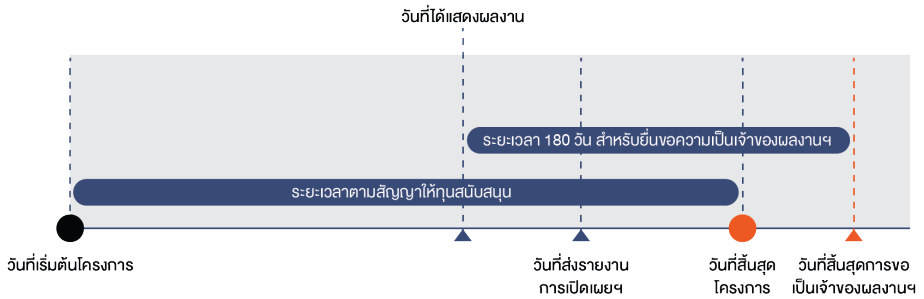 วันที่ได้แสดงผลงาน
ระยะเวลา 180 วัน สำหรับยื่นขอความเป็นเจ้าของผลงานฯ
ระยะเวลาตามสัญญาให้ทุนสนับสนุน
วันที่เริ่มต้นโครงการ
วันที่ส่งรายงาน
การเปิดเผยฯ
วันที่สิ้นสุด
โครงการ
วันที่สิ้นสุดการขอ
เป็นเจ้าของผลงานฯ